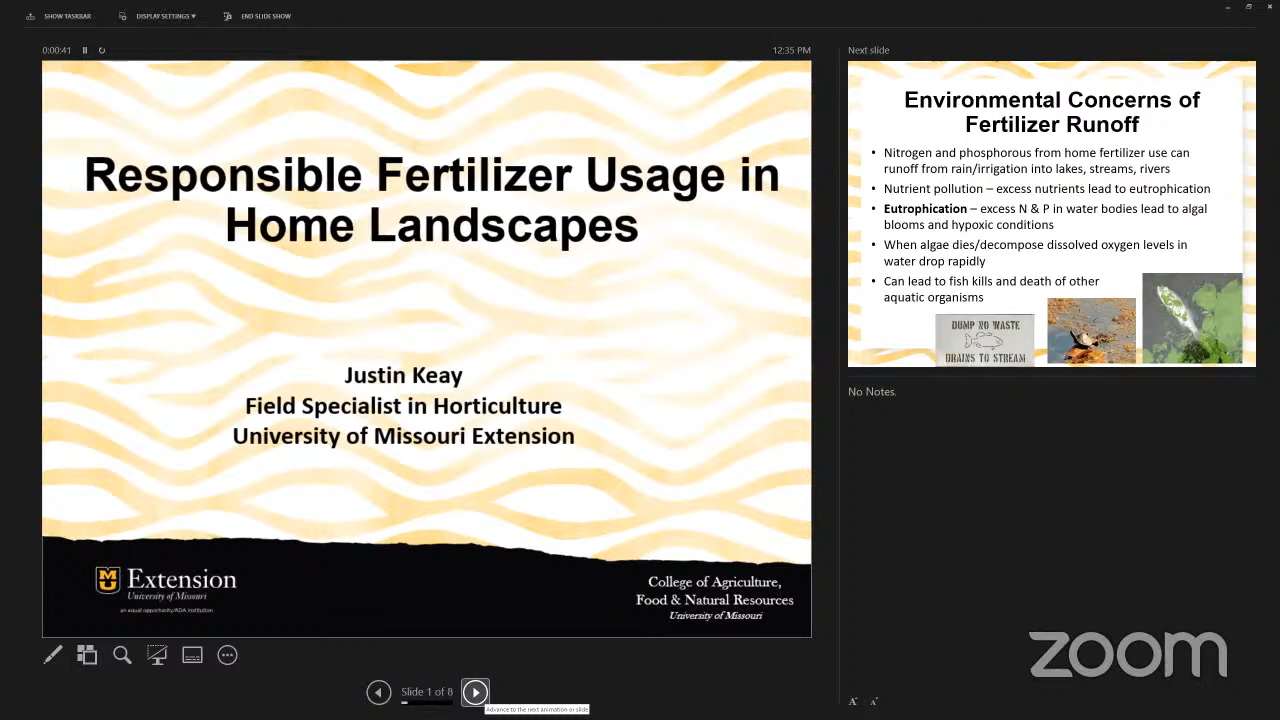 SHOW TASKBAR
DISPLAY SETTINGS ▾
END SLIDE SHOW
0:00:41
12:35 PM
Responsible Fertilizer Usage in
Home Landscapes
Justin Keay
Field Specialist in Horticulture
University of Missouri Extension
MU
Extension
University of Missouri
an equal opportunity/ADA institution
College of Agriculture,
Food & Natural Resources
University of Missouri
Slide 1 of 8
Advance to the next animation or slide
Next slide
Environmental Concerns of
Fertilizer Runoff
• Nitrogen and phosphorous from home fertilizer use can
runoff from rain/irrigation into lakes, streams, rivers
• Nutrient pollution – excess nutrients lead to eutrophication
• Eutrophication – excess N & P in water bodies lead to algal
blooms and hypoxic conditions
• When algae dies/decompose dissolved oxygen levels in
water drop rapidly
• Can lead to fish kills and death of other
aquatic organisms
DUMP NO WASTE
DRAINS TO STREAM
No Notes.
zoom
A A